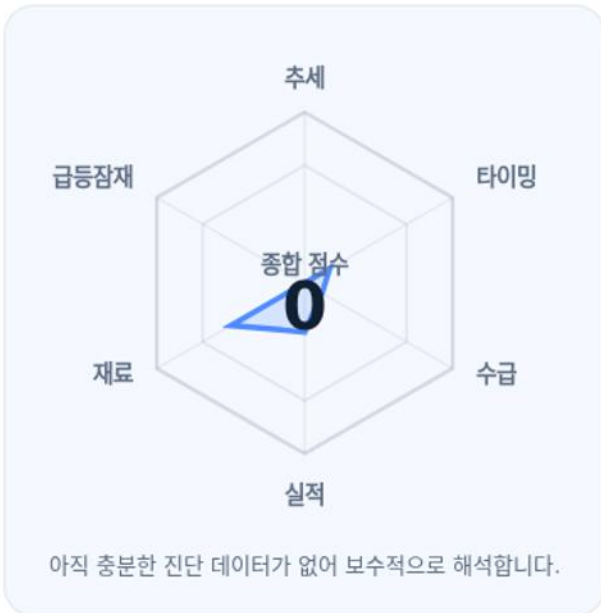 추세
급등잠재
타이밍
종합 점수
0
재료
수급
실적
아직 충분한 진단 데이터가 없어 보수적으로 해석합니다.